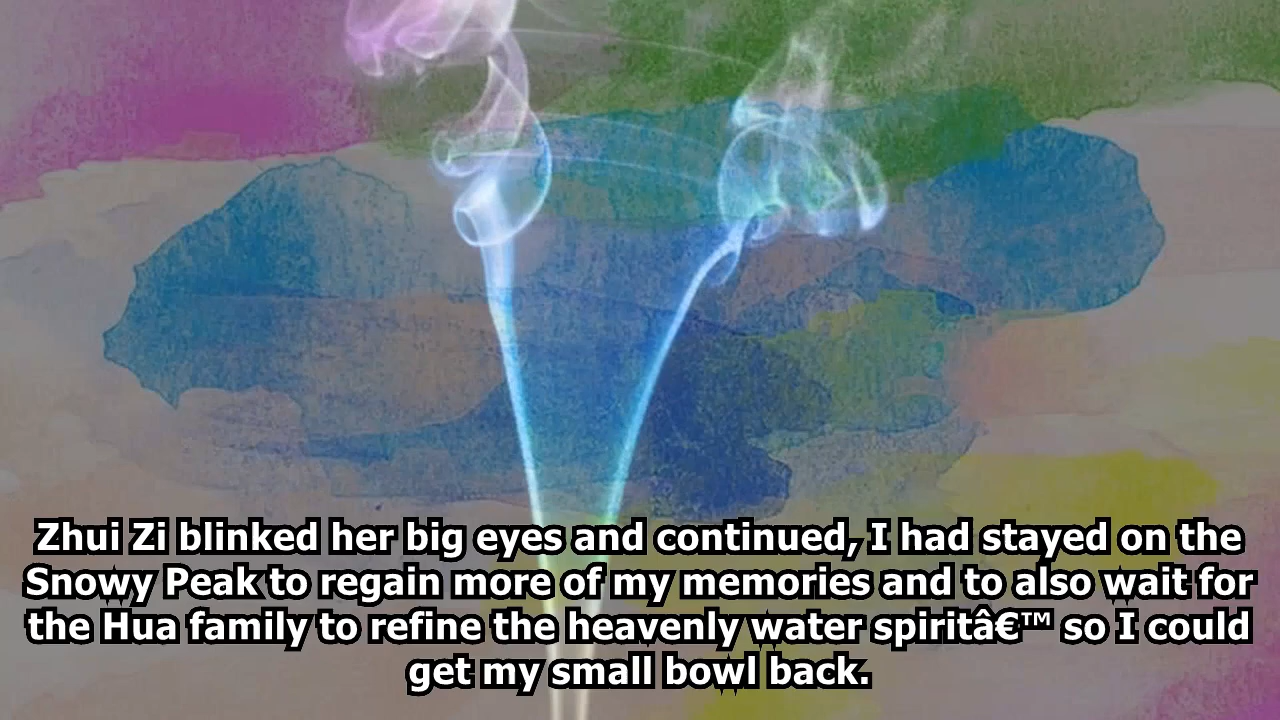 Zhui Zi blinked her big eyes and continued, I had stayed on the
Snowy Peak to regain more of my memories and to also wait for
the Hua family to refine the heavenly water spiritâ€™ so I could
get my small bowl back.